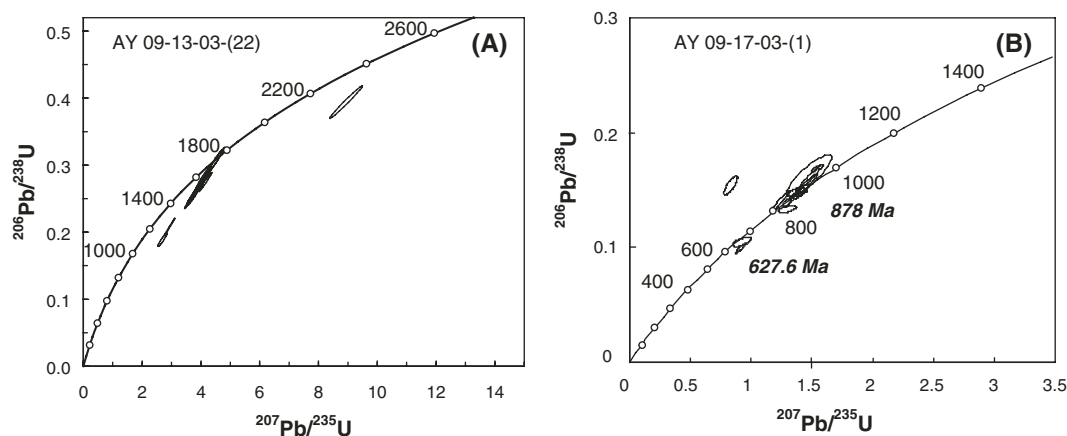 AY 09-13-03-(22)
(A)
0.5
0.4
0.3
0.2
0.1
0.0
²⁰⁶Pb/²³⁸U
2600
2200
1800
1400
1000
0 2 4 6 8 10 12 14
²⁰⁷Pb/²³⁵U
AY 09-17-03-(1)
(B)
0.3
0.2
0.1
0
²⁰⁶Pb/²³⁸U
1400
1200
1000
878 Ma
800
600
627.6 Ma
400
0 0.5 1 1.5 2 2.5 3 3.5
²⁰⁷Pb/²³⁵U